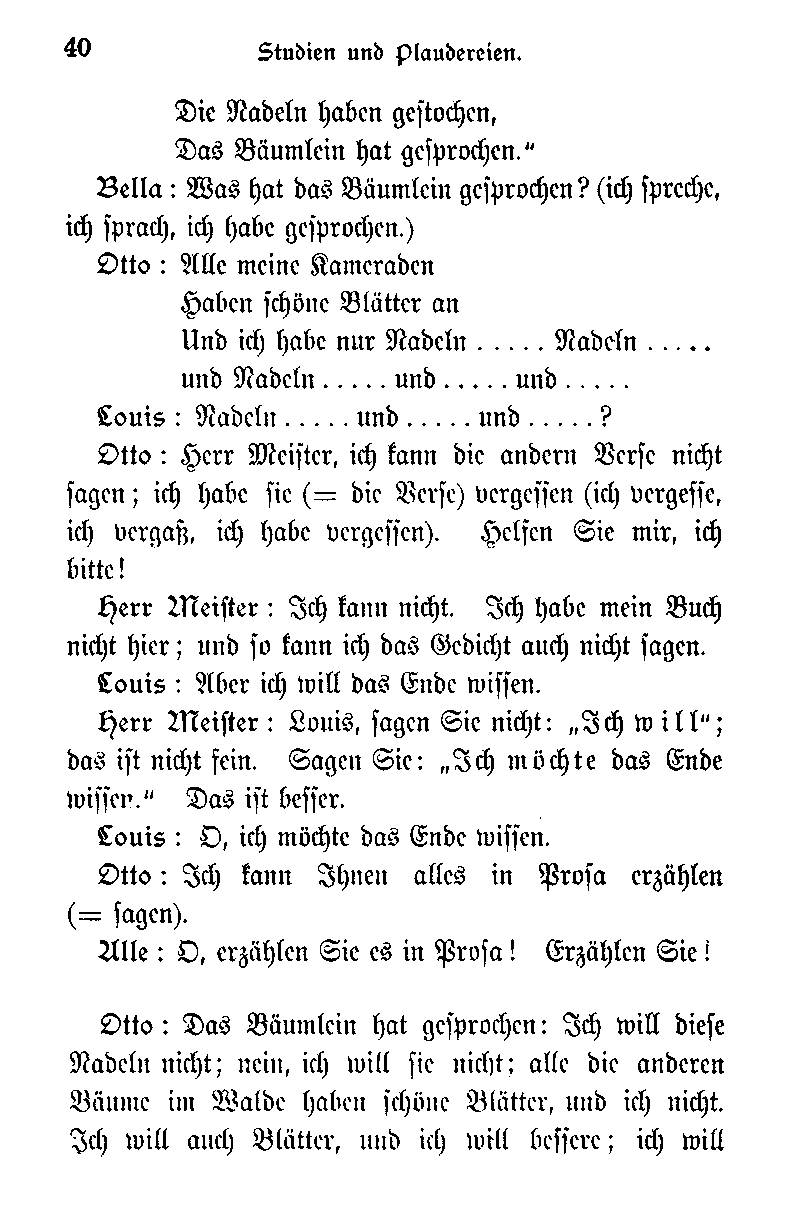 40 Studien und Plaudereien.
Die Nadeln haben gestochen,
Das Bäumlein hat gesprochen.“
Bella : Was hat das Bäumlein gesprochen? (ich spreche,
ich sprach, ich habe gesprochen.)
Otto : Alle meine Kameraden
Haben schöne Blätter an
Und ich habe nur Nadeln . . . . . Nadeln . . . . .
und Nadeln . . . . . und . . . . . und . . . . .
Louis : Nadeln . . . . . und . . . . . und . . . . . ?
Otto : Herr Meister, ich kann die andern Verse nicht
sagen; ich habe sie (= die Verse) vergessen (ich vergesse,
ich vergaß, ich habe vergessen). Helfen Sie mir, ich
bitte!
Herr Meister : Ich kann nicht. Ich habe mein Buch
nicht hier; und so kann ich das Gedicht auch nicht sagen.
Louis : Aber ich will das Ende wissen.
Herr Meister : Louis, sagen Sie nicht: „Ich will“;
das ist nicht fein. Sagen Sie: „Ich möchte das Ende
wissen.“ Das ist besser.
Louis : O, ich möchte das Ende wissen.
Otto : Ich kann Ihnen alles in Prosa erzählen
(= sagen).
Alle : O, erzählen Sie es in Prosa! Erzählen Sie!
Otto : Das Bäumlein hat gesprochen: Ich will diese
Nadeln nicht; nein, ich will sie nicht; alle die anderen
Bäume im Walde haben schöne Blätter, und ich nicht.
Ich will auch Blätter, und ich will bessere; ich will